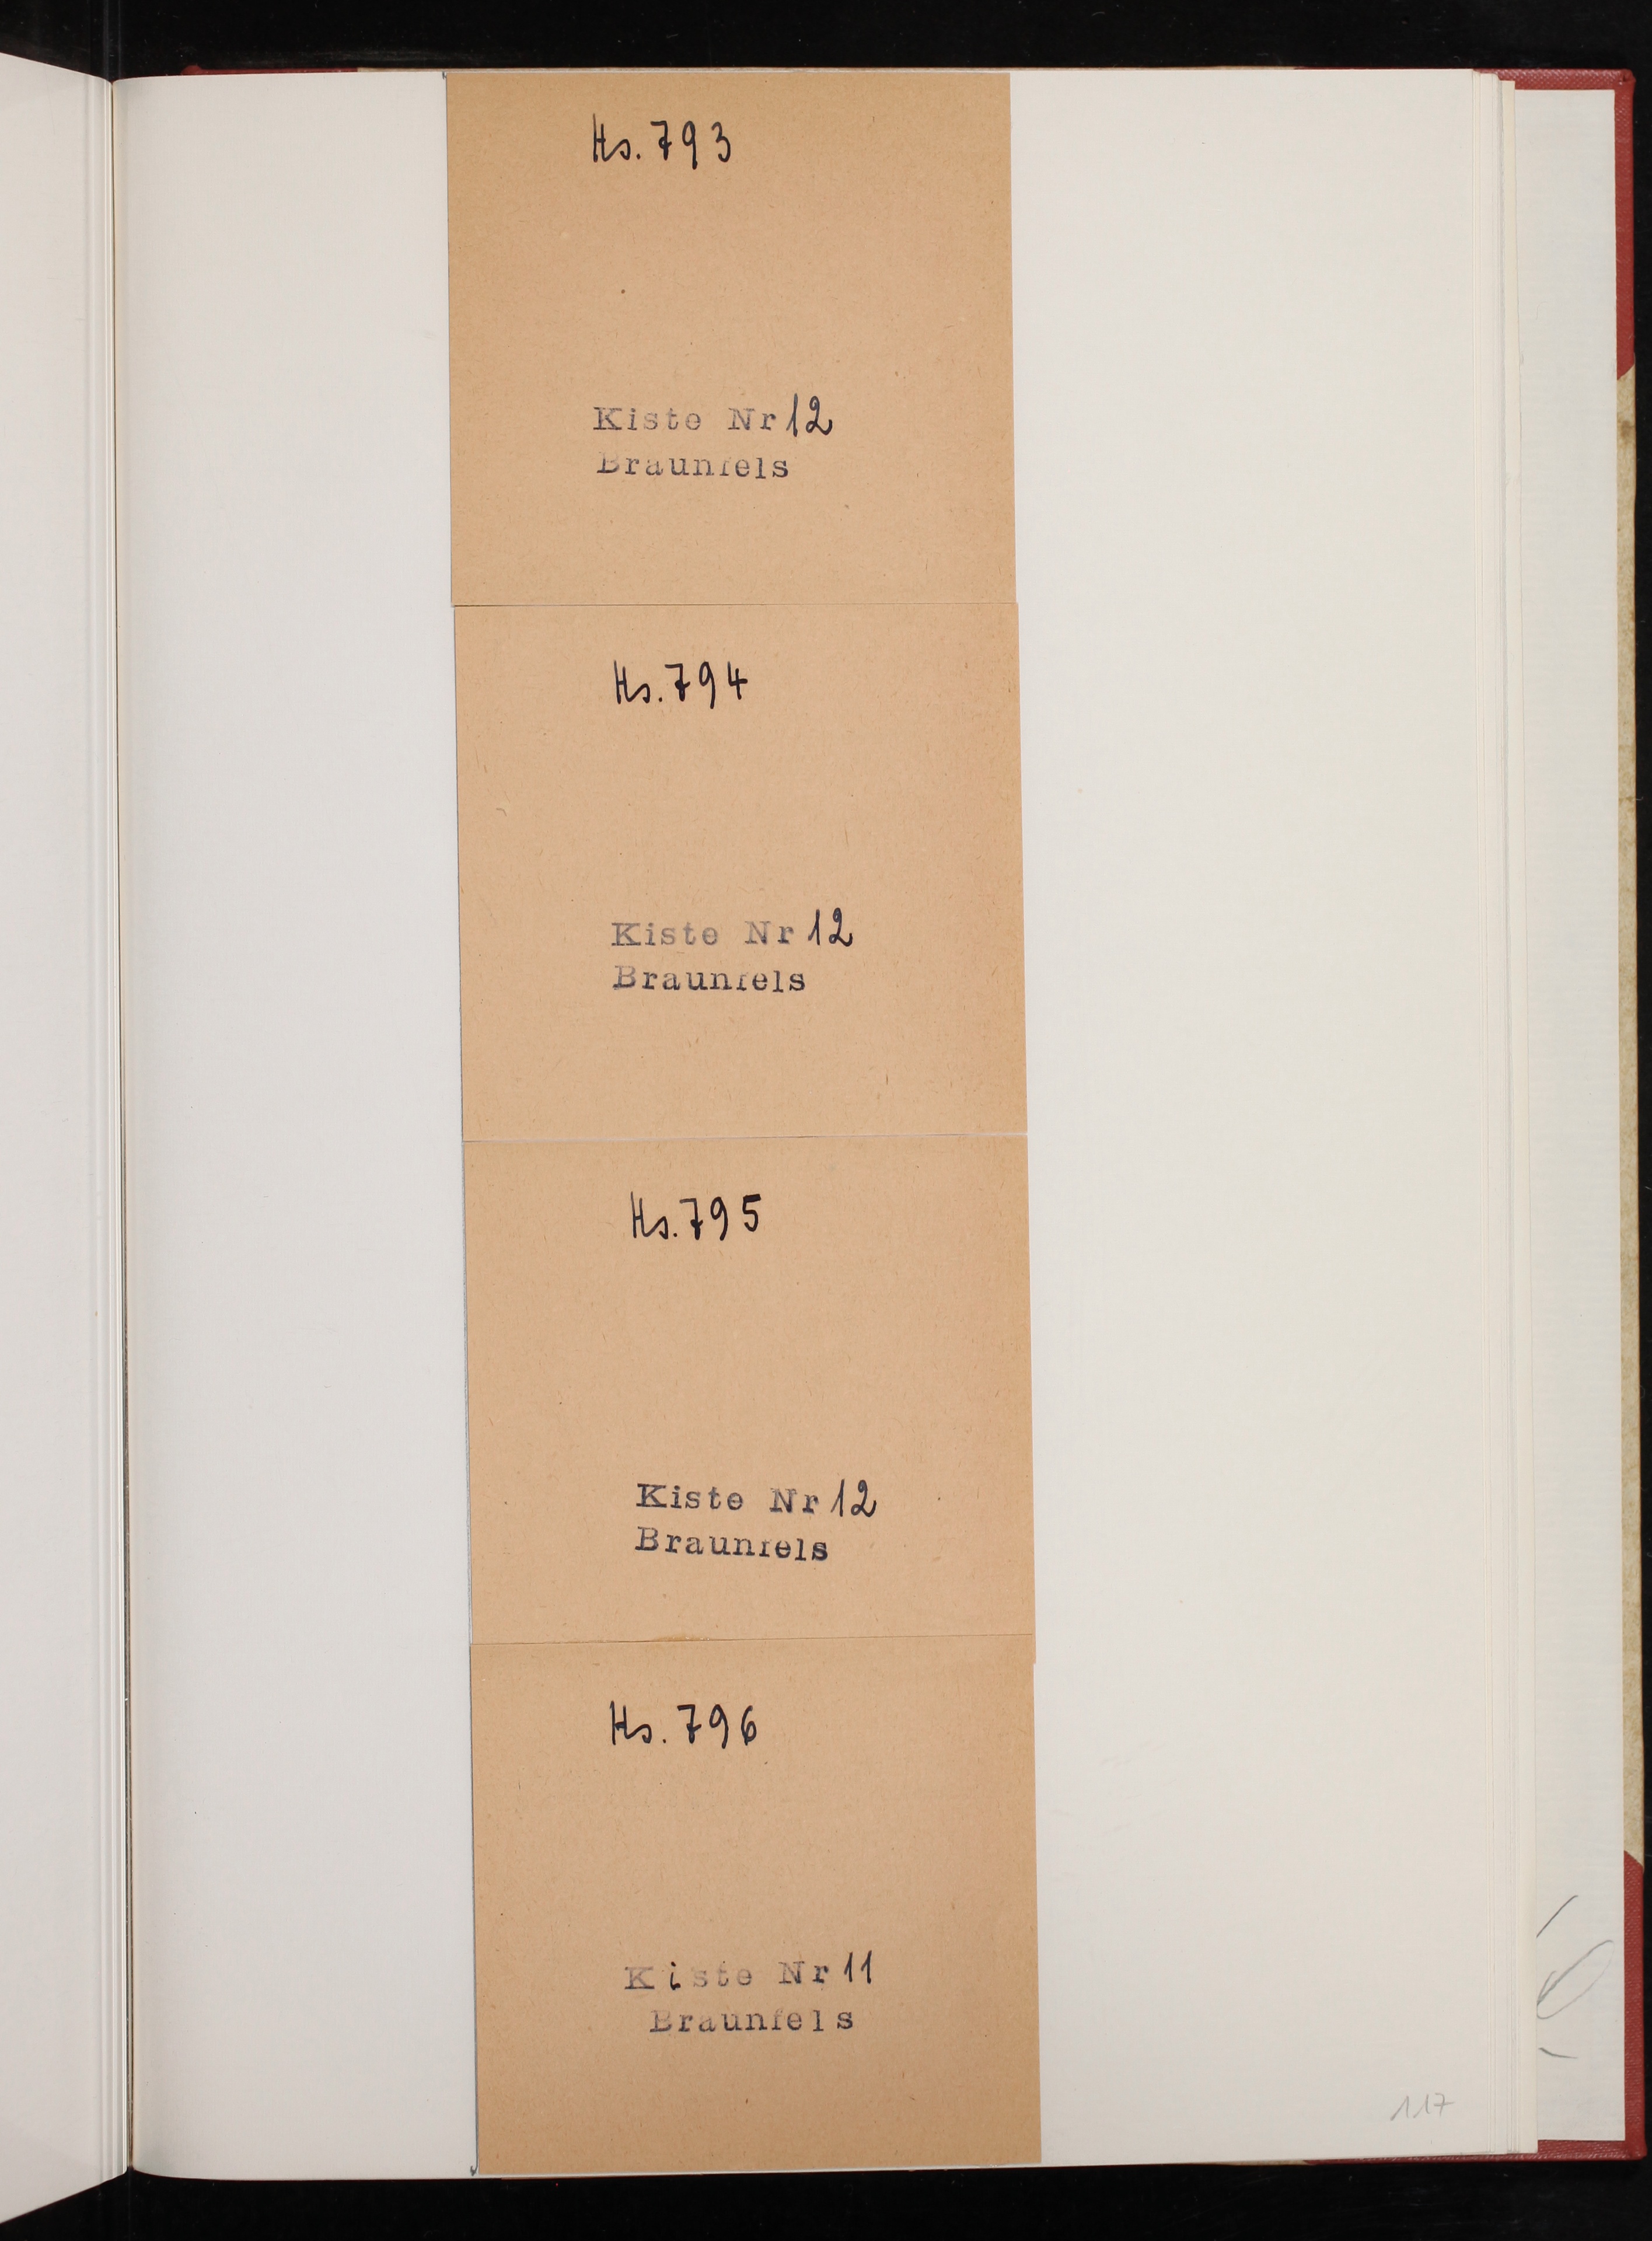 Hs. 793
Kiste Nr 12
Braunfels
Hs. 794
Kiste Nr 12
Braunfels
Hs. 795
Kiste Nr 12
Braunfels
Hs. 796
Kiste Nr 11
Braunfels
117